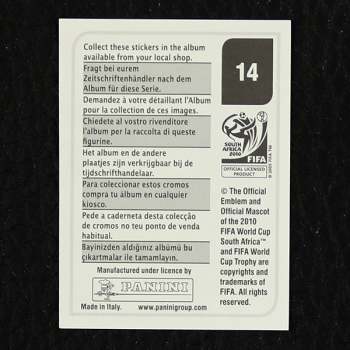 Collect these stickers in the album
available from your local shop.
Fragt bei eurem
Zeitschriftenhändler nach dem
Album für diese Serie.
Demandez à votre détaillant l'Album
pour la collection de ces images.
Chiedete al vostro rivenditore
l'album per la raccolta di queste
figurine.
Het album en de andere
plaatjes zijn verkrijgbaar bij de
tijdschrifthandelaar.
Para coleccionar estos cromos
compra tu álbum en cualquier
kiosco.
Pede a caderneta desta colecção
de cromos no teu ponto de venda
habitual.
Bayinizden aldığınız albümü bu
çıkartmalar ile tamamlayın.
Manufactured under licence by
PANINI
Made in Italy.
www.paninigroup.com
14
SOUTH AFRICA
2010
FIFA
OFFICIAL LICENSED
PRODUCT
© The Official
Emblem and
Official Mascot
of the 2010
FIFA World Cup
South Africa™
and FIFA World
Cup Trophy are
copyrights and
trademarks of
FIFA. All rights
reserved.